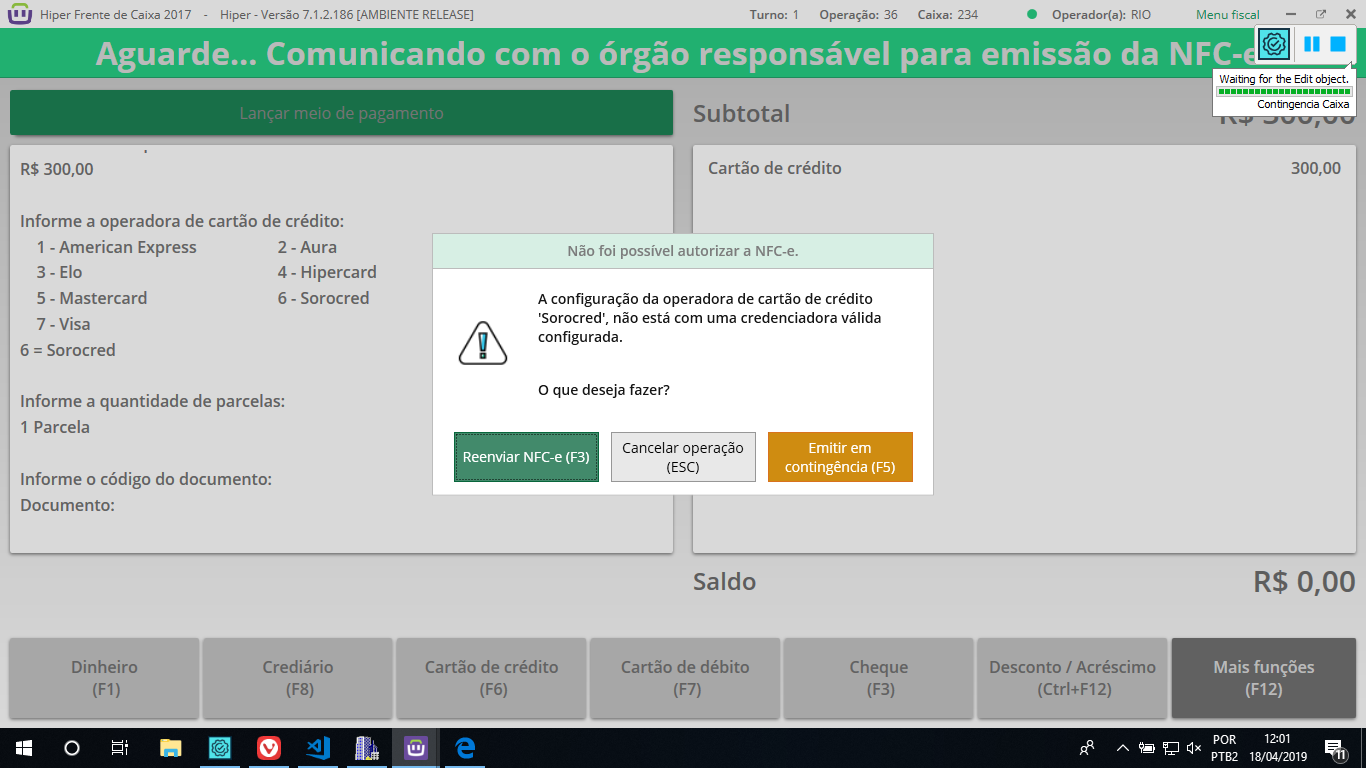 Hiper Frente de Caixa 2017 - Hiper - Versão 7.1.2.186 [AMBIENTE RELEASE] Turno: 1 Operação: 36 Caixa: 234 Operador(a): RIO Menu fiscal
Aguarde... Comunicando com o órgão responsável para emissão da NFC-e
Waiting for the Edit object.
Contingencia Caixa
Lançar meio de pagamento
Subtotal R$ 300,00
R$ 300,00
Informe a operadora de cartão de crédito:
1 - American Express 2 - Aura
3 - Elo 4 - Hipercard
5 - Mastercard 6 - Sorocred
7 - Visa
6 = Sorocred
Informe a quantidade de parcelas:
1 Parcela
Informe o código do documento:
Documento:
Cartão de crédito 300,00
Não foi possível autorizar a NFC-e.
A configuração da operadora de cartão de crédito
'Sorocred', não está com uma credenciadora válida
configurada.
O que deseja fazer?
Reenviar NFC-e (F3)
Cancelar operação
(ESC)
Emitir em
contingência (F5)
Saldo R$ 0,00
Dinheiro
(F1)
Crediário
(F8)
Cartão de crédito
(F6)
Cartão de débito
(F7)
Cheque
(F3)
Desconto / Acréscimo
(Ctrl+F12)
Mais funções
(F12)
POR
PTB2
12:01
18/04/2019
11